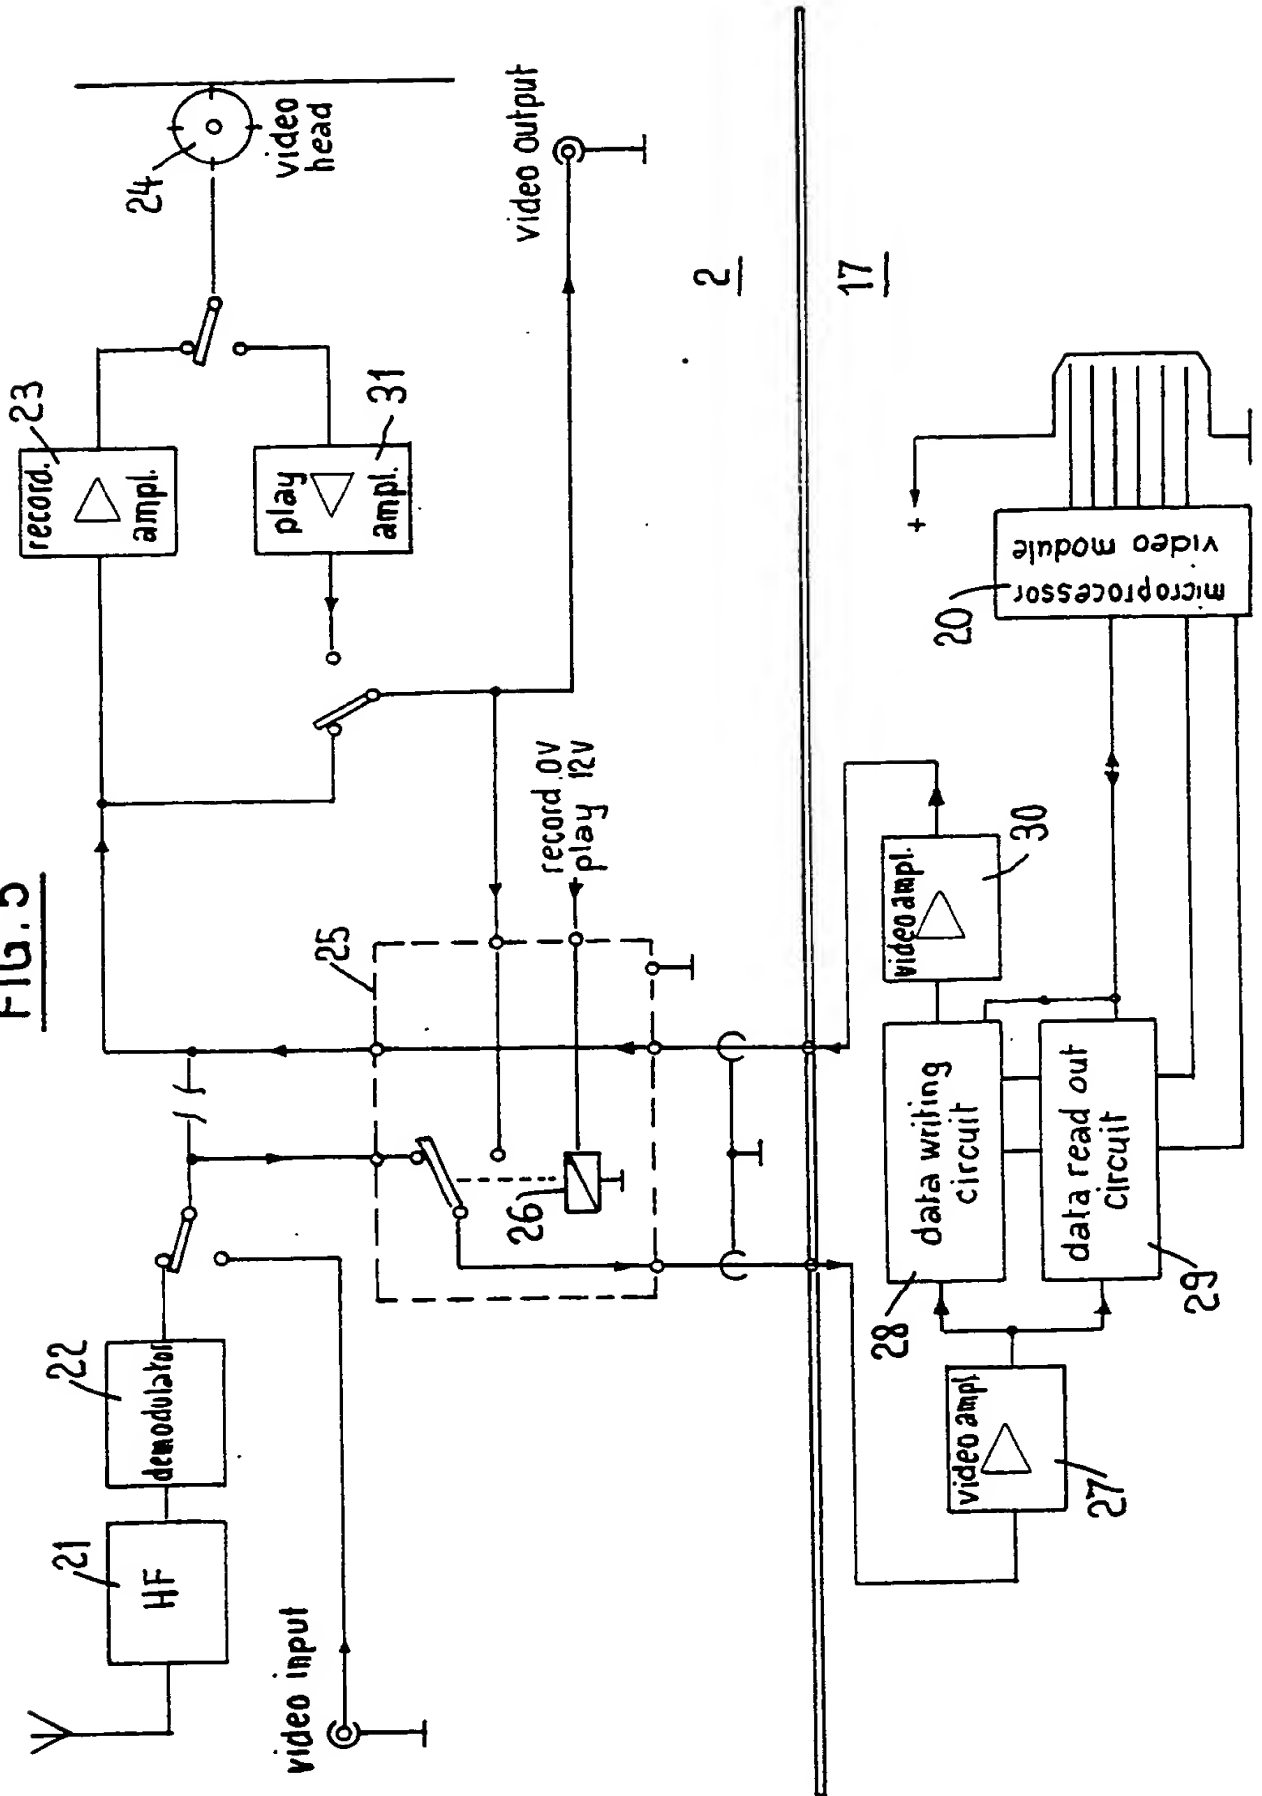 FIG. 5
21
HF
22
demodulator
video input
23
record.
ampl.
31
play
ampl.
24
video
head
video output
25
26
record 0V
play 12V
2
17
27
video ampl.
28
data writing
circuit
29
data read out
circuit
30
video ampl.
20
microprocessor
video module
+